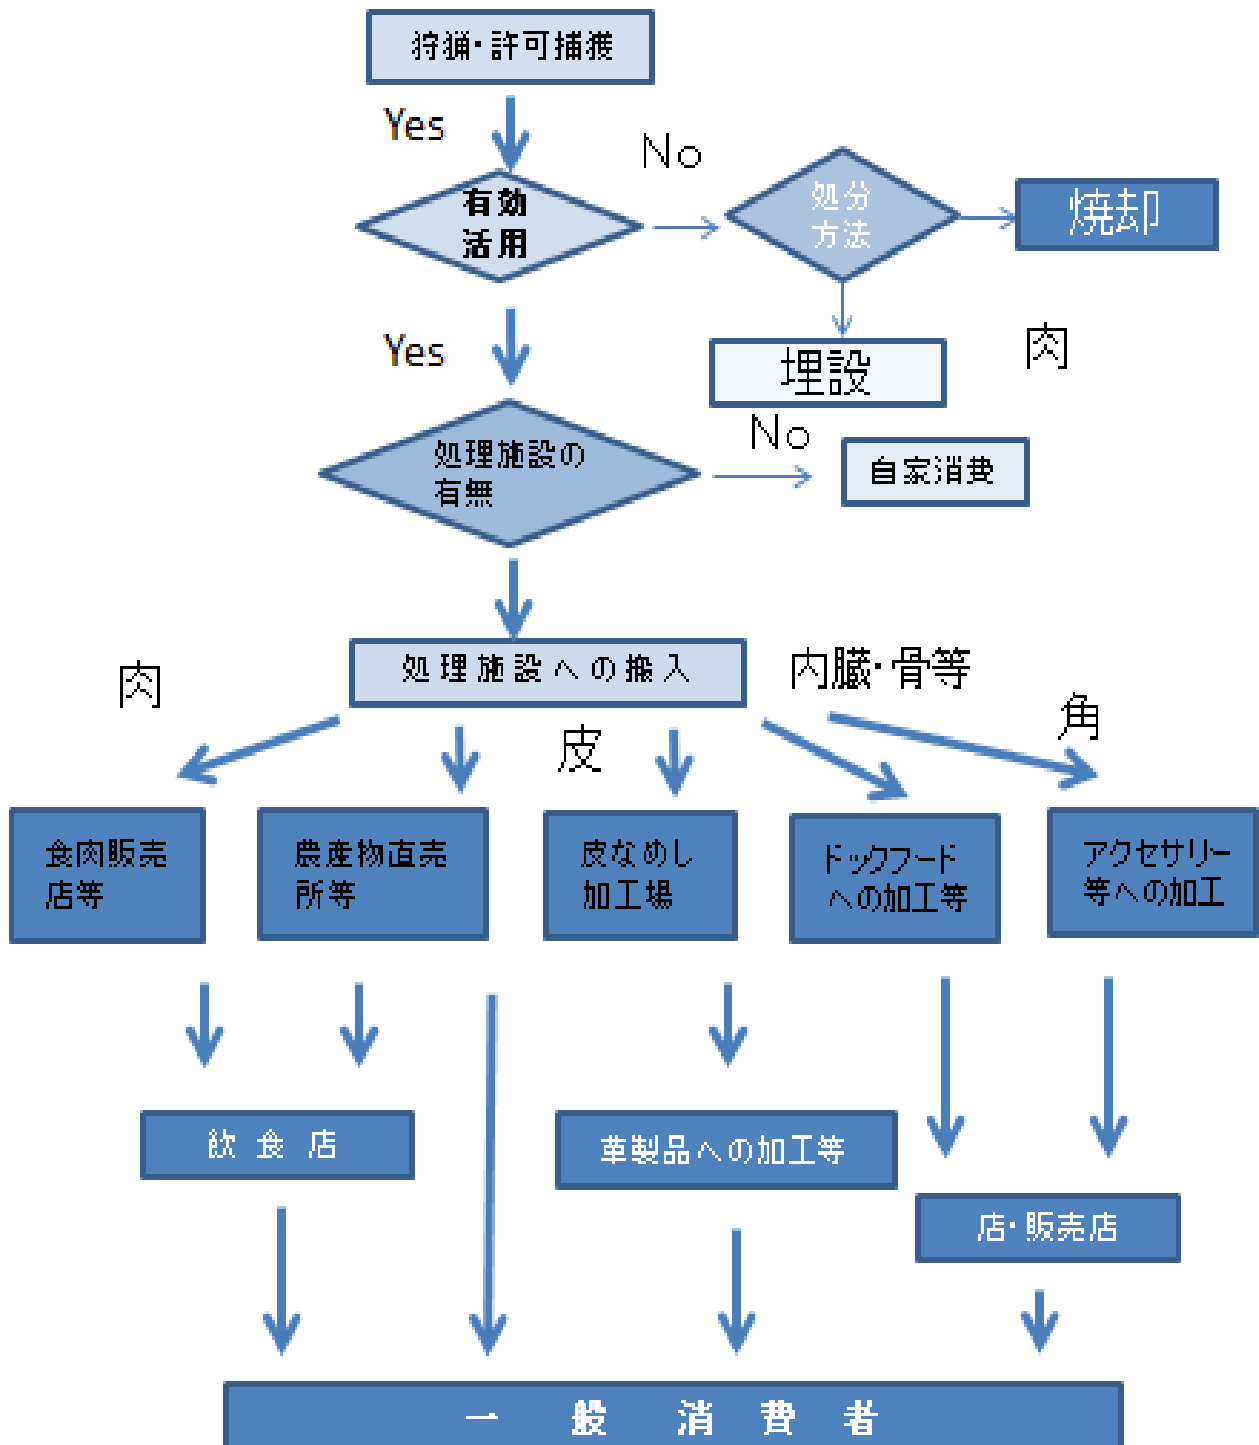 狩猟・許可捕獲
Yes
No
有効
活用
処分
方法
焼却
Yes
埋設
肉
処理施設の
有無
No
自家消費
処理施設への搬入
肉
皮
内臓・骨等
角
食肉販売
店等
農産物直売
所等
皮なめし
加工場
ドックフード
への加工等
アクセサリー
等への加工
飲食店
革製品への加工等
店・販売店
一般消費者